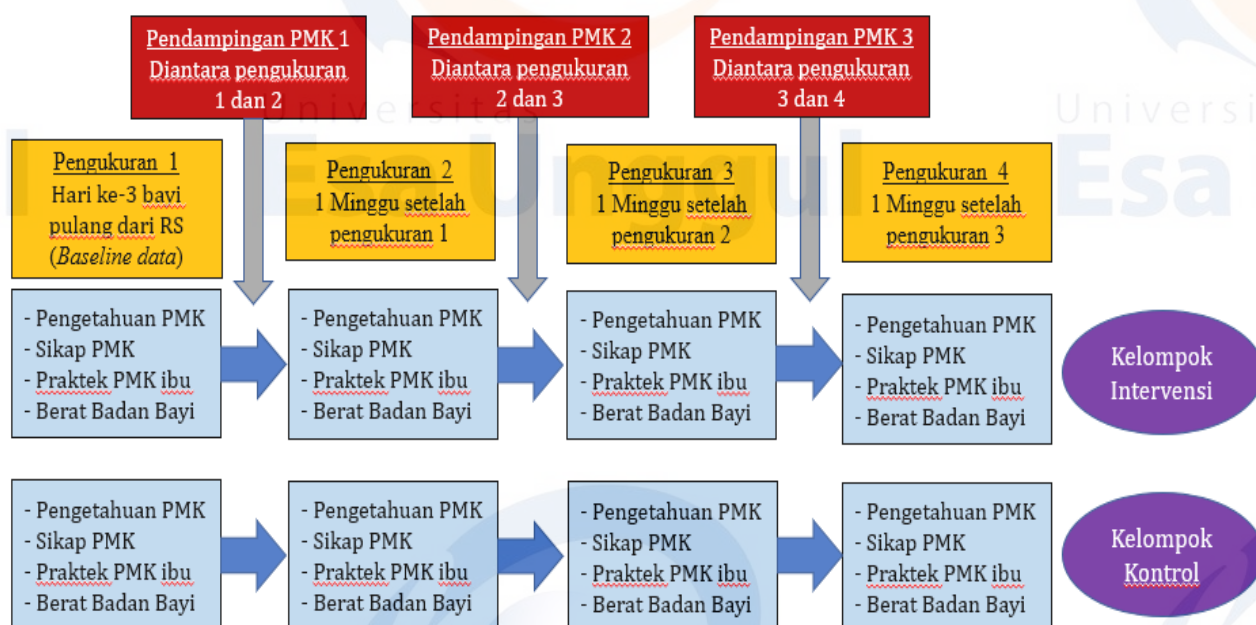 Pendampingan PMK 1
Diantara pengukuran
1 dan 2
Pendampingan PMK 2
Diantara pengukuran
2 dan 3
Pendampingan PMK 3
Diantara pengukuran
3 dan 4
Universitas
Esa Unggul
Universi
Esa
l
Pengukuran 1
Hari ke-3 bavi
pulang dari RS
(Baseline data)
Pengukuran 2
1 Minggu setelah
pengukuran 1
Pengukuran 3
1 Minggu setelah
pengukuran 2
Pengukuran 4
1 Minggu setelah
pengukuran 3
- Pengetahuan PMK
- Sikap PMK
- Praktek PMK ibu
- Berat Badan Bayi
- Pengetahuan PMK
- Sikap PMK
- Praktek PMK ibu
- Berat Badan Bayi
- Pengetahuan PMK
- Sikap PMK
- Praktek PMK ibu
- Berat Badan Bayi
- Pengetahuan PMK
- Sikap PMK
- Praktek PMK ibu
- Berat Badan Bayi
Kelompok
Intervensi
- Pengetahuan PMK
- Sikap PMK
- Praktek PMK ibu
- Berat Badan Bayi
- Pengetahuan PMK
- Sikap PMK
- Praktek PMK ibu
- Berat Badan Bayi
- Pengetahuan PMK
- Sikap PMK
- Praktek PMK ibu
- Berat Badan Bayi
- Pengetahuan PMK
- Sikap PMK
- Praktek PMK ibu
- Berat Badan Bayi
Kelompok
Kontrol